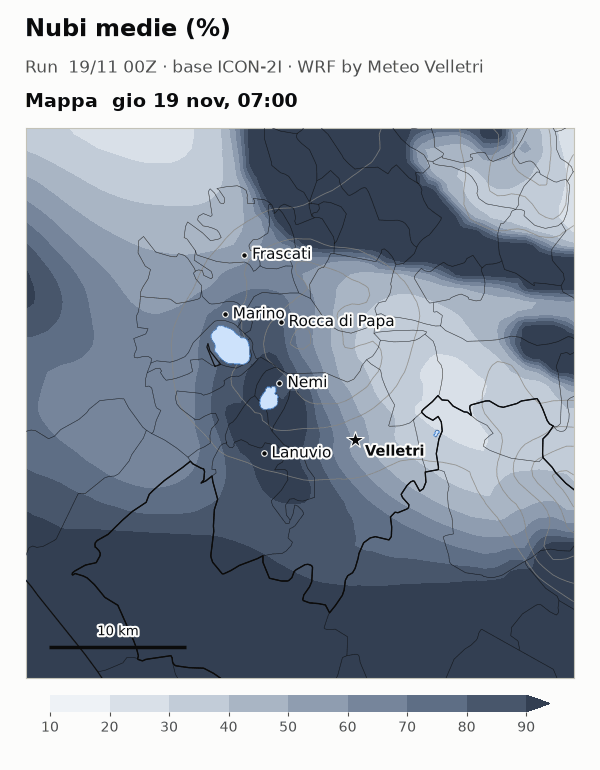 Nubi medie (%)
Run  19/11 00Z · base ICON-2I · WRF by Meteo Velletri
Mappa  gio 19 nov, 07:00
Frascati
Marino
Rocca di Papa
Nemi
Velletri
Lanuvio
10 km
10 20 30 40 50 60 70 80 90